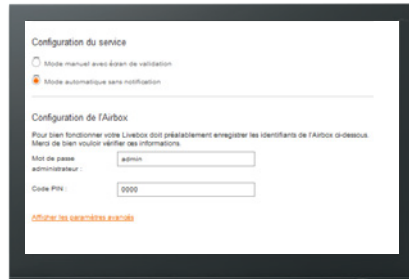 Configuration du service
Mode manuel avec écran de validation
Mode automatique sans notification
Configuration de l'Airbox
Pour bien fonctionner votre Livebox doit préalablement enregistrer les identifiants de l'Airbox ci-dessous.
Merci de bien vouloir vérifier ces informations.
Mot de passe
administrateur :
admin
Code PIN :
0000
Afficher les paramètres avancés